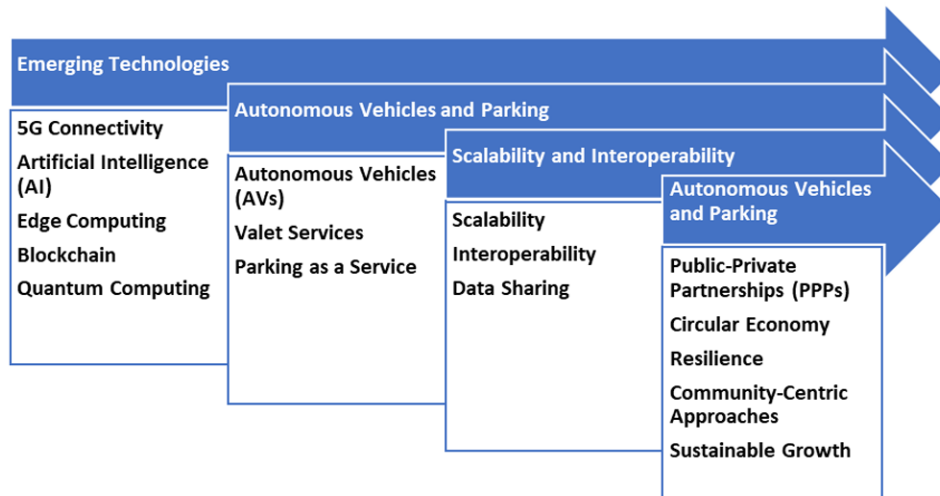 Emerging Technologies
5G Connectivity
Artificial Intelligence
(AI)
Edge Computing
Blockchain
Quantum Computing
Autonomous Vehicles and Parking
Autonomous Vehicles
(AVs)
Valet Services
Parking as a Service
Scalability and Interoperability
Scalability
Interoperability
Data Sharing
Autonomous Vehicles
and Parking
Public-Private
Partnerships (PPPs)
Circular Economy
Resilience
Community-Centric
Approaches
Sustainable Growth